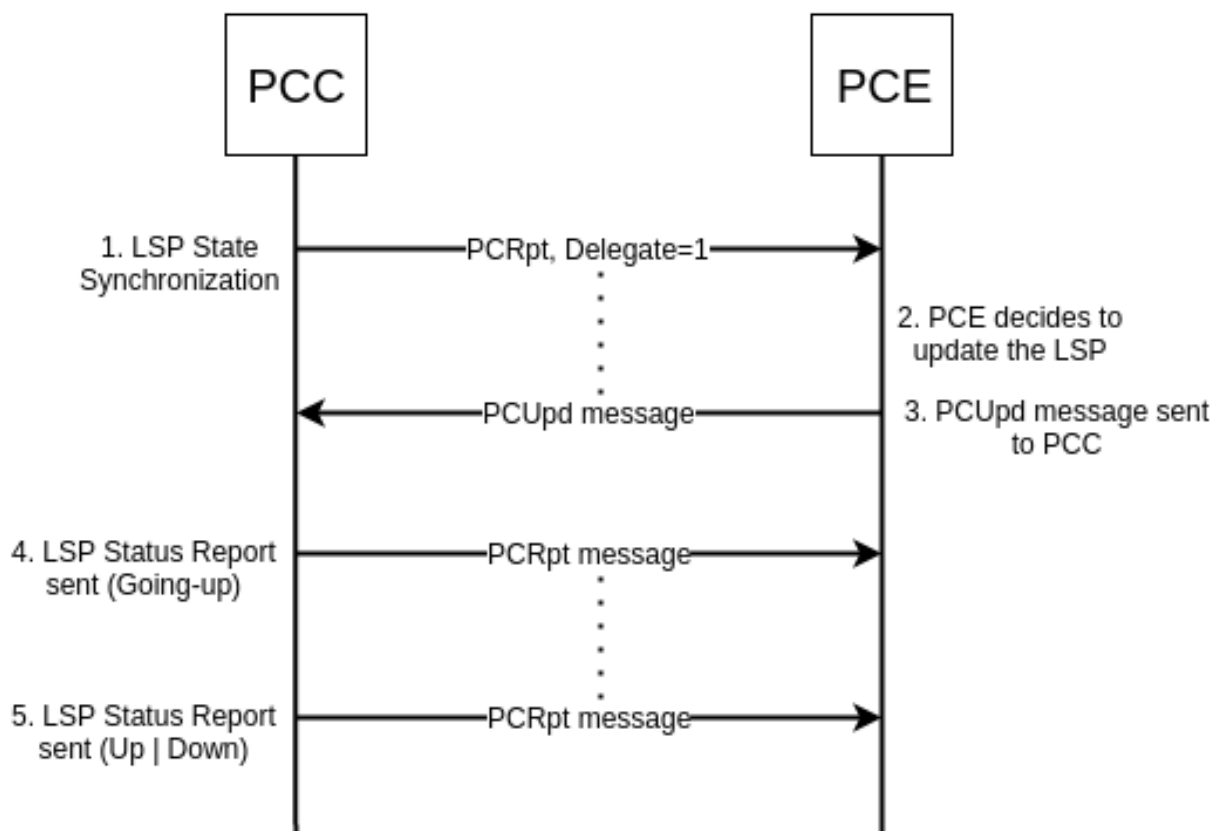 PCC
PCE
1. LSP State
Synchronization
PCRpt, Delegate=1
2. PCE decides to
update the LSP
PCUpd message
3. PCUpd message sent
to PCC
4. LSP Status Report
sent (Going-up)
PCRpt message
5. LSP Status Report
sent (Up | Down)
PCRpt message